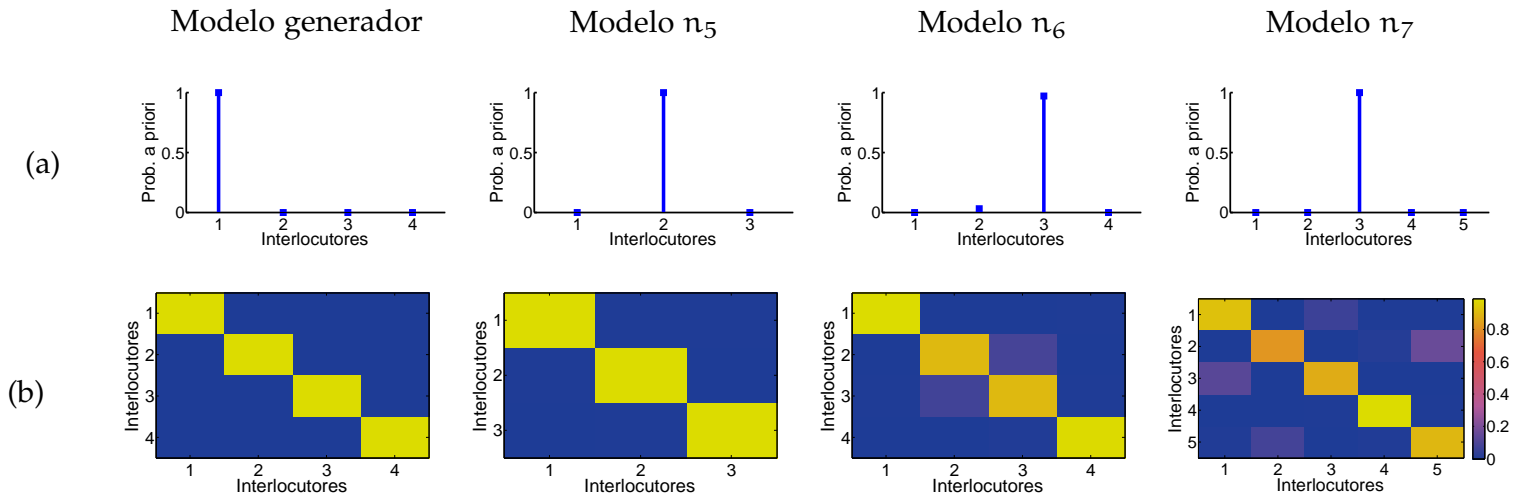 Modelo generador
Modelo n5
Modelo n6
Modelo n7
(a)
Prob. a priori
1
0.5
0
1 2 3 4
Interlocutores
Prob. a priori
1
0.5
0
1 2 3
Interlocutores
Prob. a priori
1
0.5
0
1 2 3 4
Interlocutores
Prob. a priori
1
0.5
0
1 2 3 4 5
Interlocutores
(b)
Interlocutores
1
2
3
4
1 2 3 4
Interlocutores
Interlocutores
1
2
3
1 2 3
Interlocutores
Interlocutores
1
2
3
4
1 2 3 4
Interlocutores
Interlocutores
1
2
3
4
5
1 2 3 4 5
Interlocutores
0.8
0.6
0.4
0.2
0